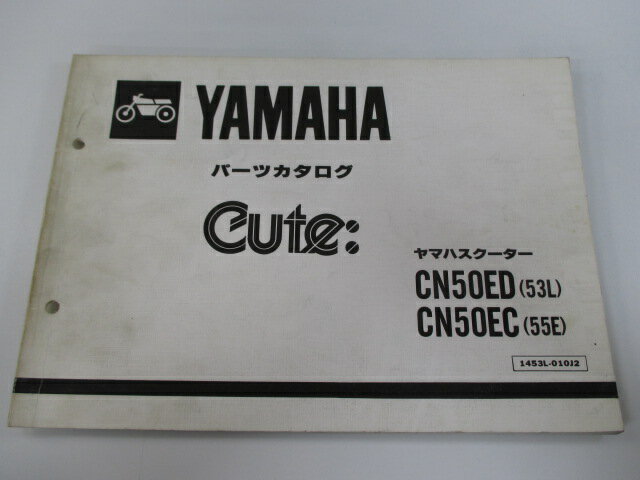 YAMAHA
パーツカタログ
Cute:
ヤマハスクーター
CN50ED (53L)
CN50EC (55E)
1453L-010J2